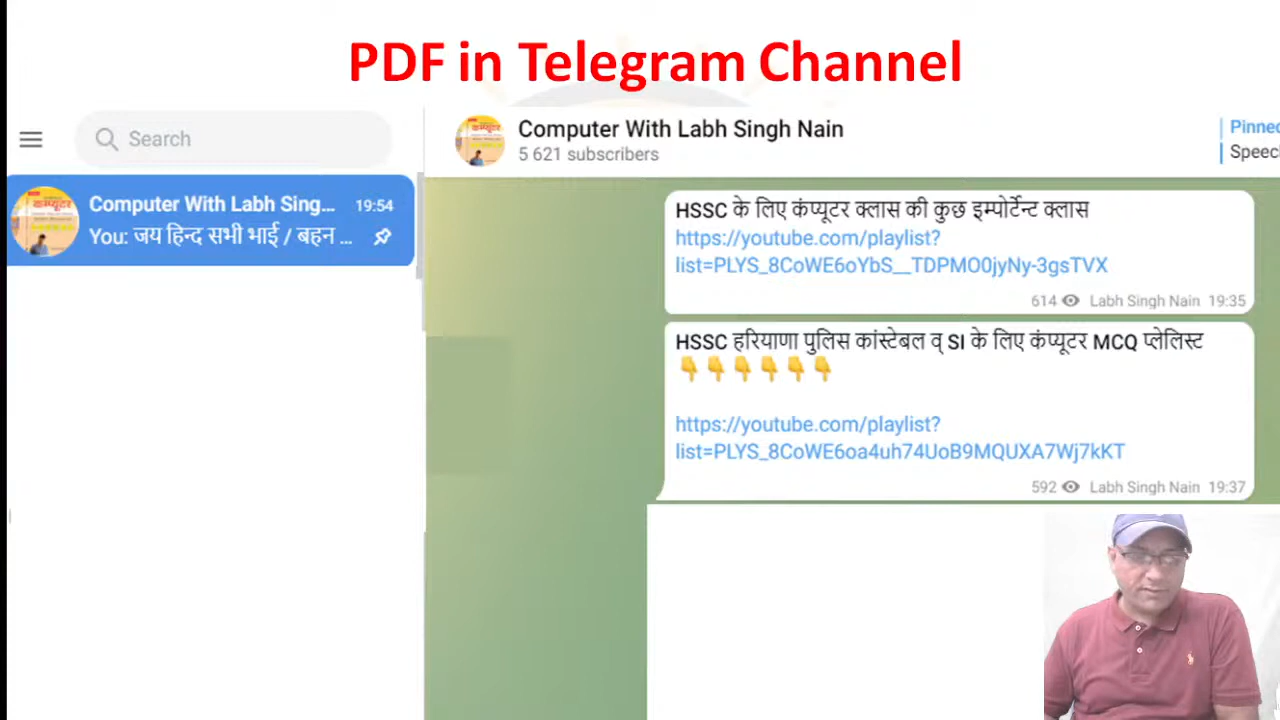 PDF in Telegram Channel
Search
Computer With Labh Sing... 19:54
You: जय हिन्द सभी भाई / बहन ...
Computer With Labh Singh Nain
5 621 subscribers
Pinned
Speec
HSSC के लिए कंप्यूटर क्लास की कुछ इम्पोर्टेन्ट क्लास
https://youtube.com/playlist?
list=PLYS_8CoWE6oYbS__TDPMO0jyNy-3gsTVX
614 Labh Singh Nain 19:35
HSSC हरियाणा पुलिस कांस्टेबल व् SI के लिए कंप्यूटर MCQ प्लेलिस्ट
👇👇👇👇👇👇
https://youtube.com/playlist?
list=PLYS_8CoWE6oa4uh74UoB9MQUXA7Wj7kKT
592 Labh Singh Nain 19:37
कम्प्यूटर